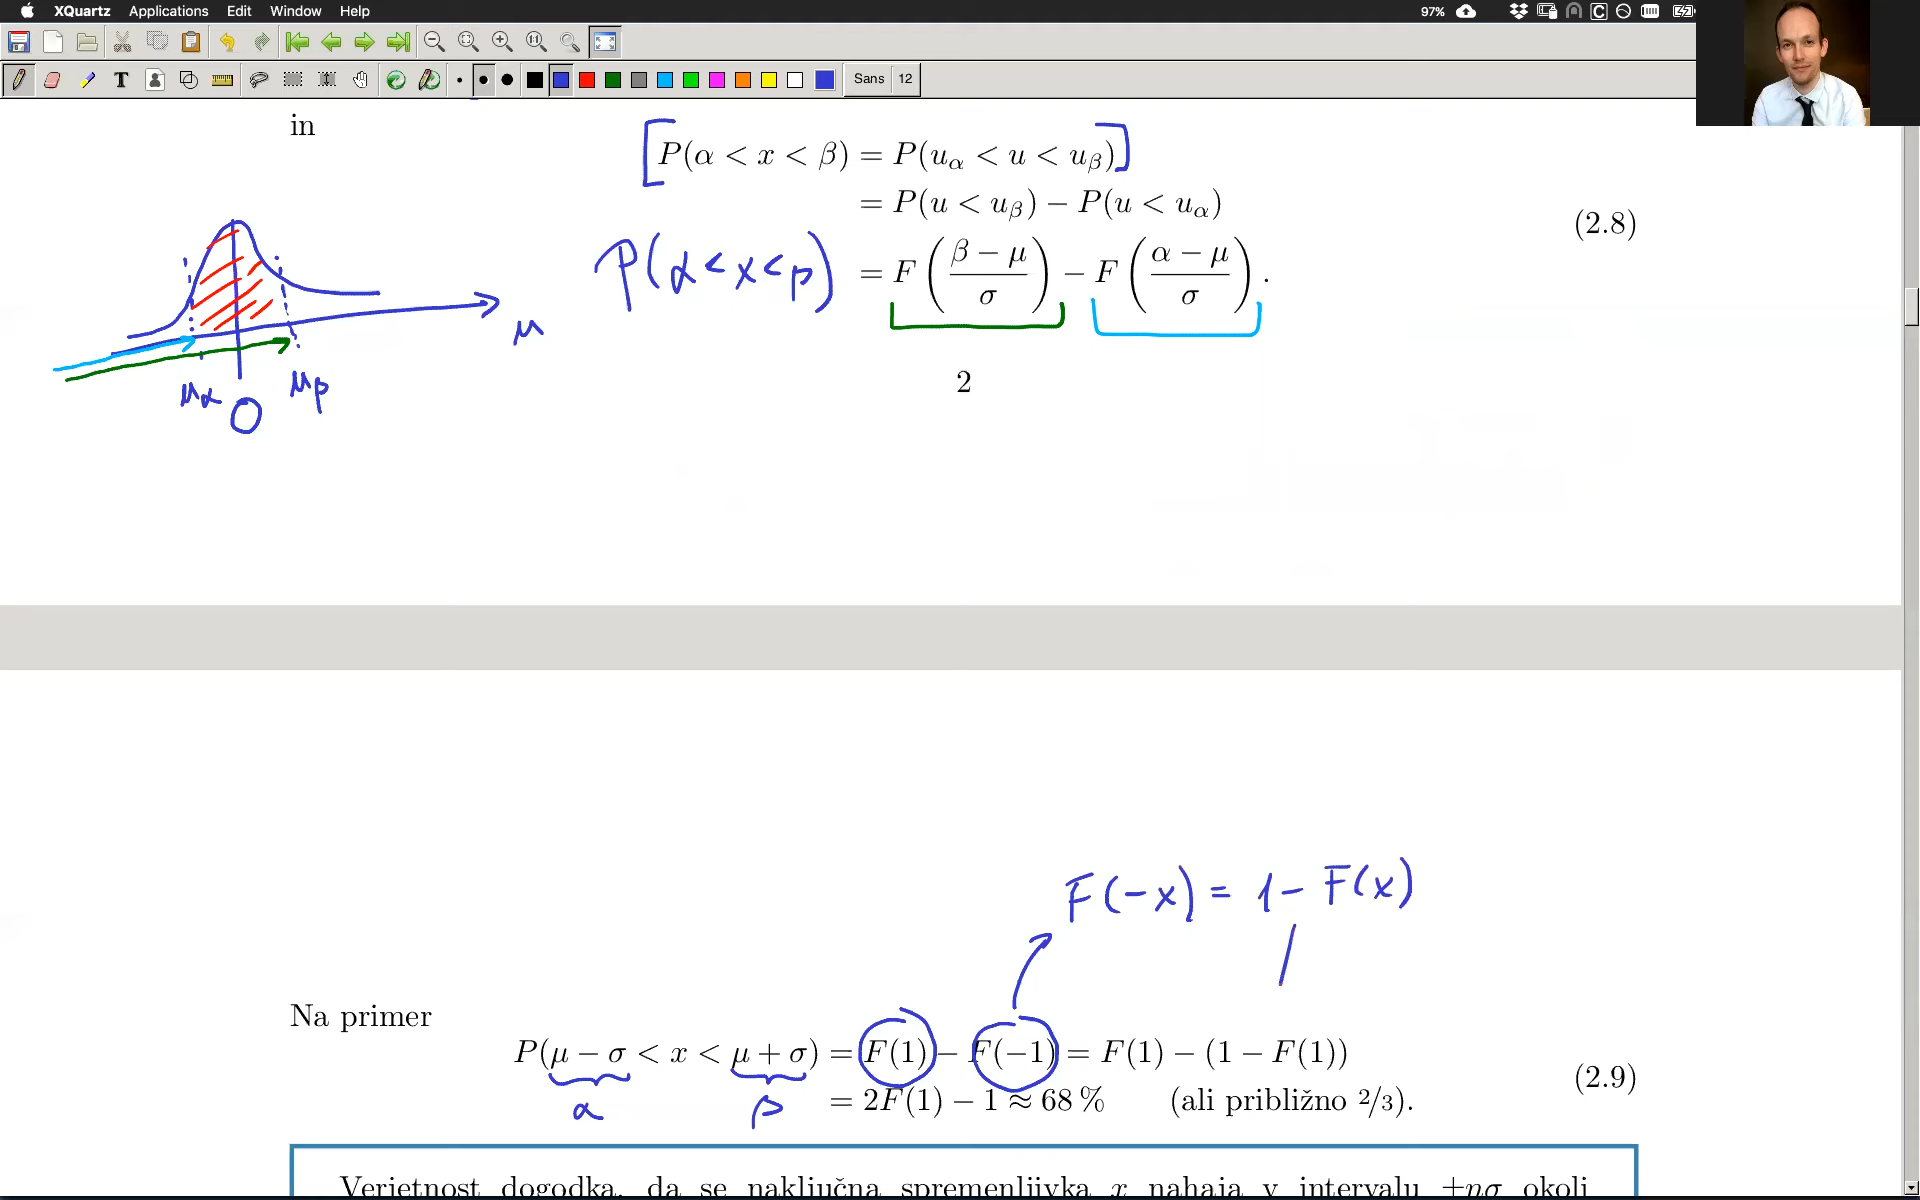 XQuartz Applications Edit Window Help 97%
T Sans 12
in
P(α < x < β) = P(u_α < u < u_β)
= P(u < u_β) − P(u < u_α)
(2.8)
P(α < x < β) = F((β − μ)/σ) − F((α − μ)/σ).
u
u_α 0 u_β
2
F(−x) = 1 − F(x)
Na primer
P(μ − σ < x < μ + σ) = F(1) − F(−1) = F(1) − (1 − F(1))
(2.9)
α β
= 2F(1) − 1 ≈ 68 % (ali približno 2/3).
Verjetnost dogodka, da se naključna spremenljivka x nahaja v intervalu ±nσ okoli